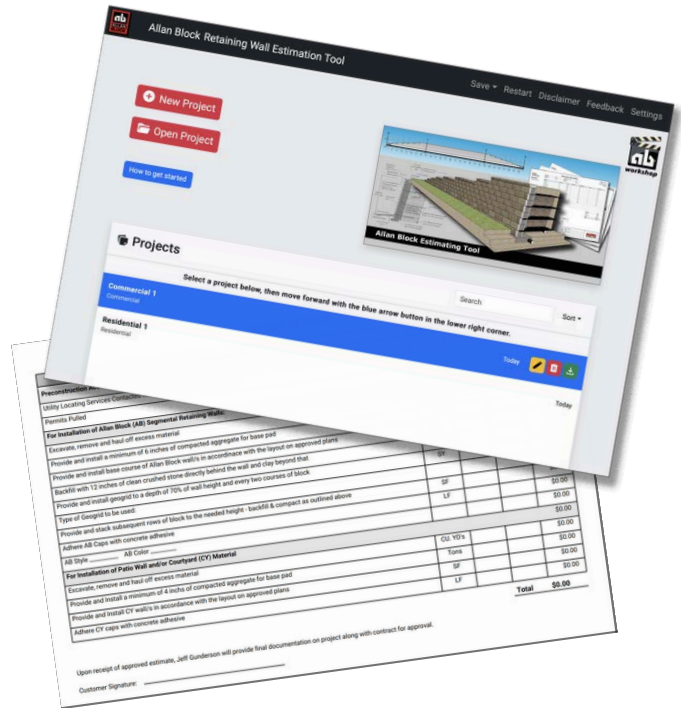 ab
ALLAN
BLOCK
Allan Block Retaining Wall Estimation Tool
Save Restart Disclaimer Feedback Settings
New Project
Open Project
How to get started
ab
workshop
Allan Block Estimating Tool
Projects
Select a project below, then move forward with the blue arrow button in the lower right corner.
Search
Sort
Commercial 1
Commercial
Today
Residential 1
Residential
Today
Preconstruction
Utility Locating Services Contacted
Permits Pulled
For Installation of Allan Block (AB) Segmental Retaining Walls:
Excavate, remove and haul off excess material
Provide and install a minimum of 6 inches of compacted aggregate for base pad
Provide and install base course of Allan Block wall/s in accordinace with the layout on approved plans
Backfill with 12 inches of clean crushed stone directly behind the wall and clay beyond that
Provide and install geogrid to a depth of 70% of wall height and every two courses of block
Type of Geogrid to be used: SY
Provide and stack subsequent rows of block to the needed height - backfill & compact as outlined above SF $0.00
Adhere AB Caps with concrete adhesive LF $0.00
AB Style ________ AB Color ________ $0.00
For Installation of Patio Wall and/or Courtyard (CY) Material $0.00
Excavate, remove and haul off excess material CU. YD's $0.00
Provide and install a minimum of 4 inchs of compacted aggregate for base pad Tons $0.00
Provide and Install CY wall/s in accordance with the layout on approved plans SF $0.00
Adhere CY caps with concrete adhesive LF $0.00
Total $0.00
Upon receipt of approved estimate, Jeff Gunderson will provide final documentation on project along with contract for approval.
Customer Signature: